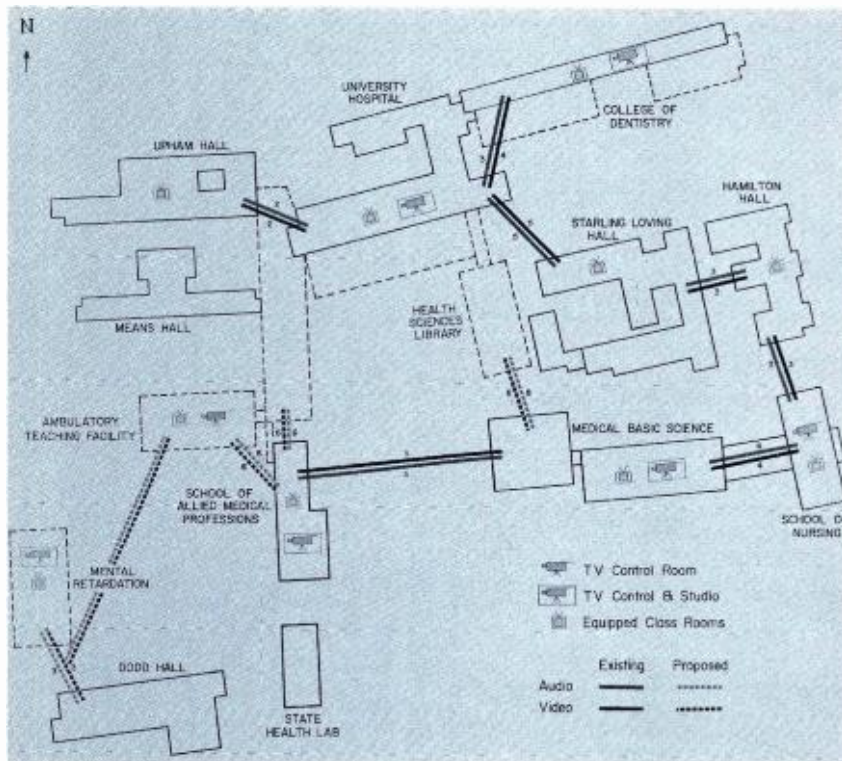 N
UNIVERSITY
HOSPITAL
COLLEGE OF
DENTISTRY
UPHAM HALL
HAMILTON
HALL
STARLING LOVING
HALL
HEALTH
SCIENCES
LIBRARY
MEANS HALL
AMBULATORY
TEACHING FACILITY
MEDICAL BASIC SCIENCE
SCHOOL OF
ALLIED MEDICAL
PROFESSIONS
SCHOOL OF
NURSING
MENTAL
RETARDATION
TV Control Room
TV Control & Studio
Equipped Class Rooms
DODD HALL
STATE
HEALTH LAB
Existing Proposed
Audio
Video